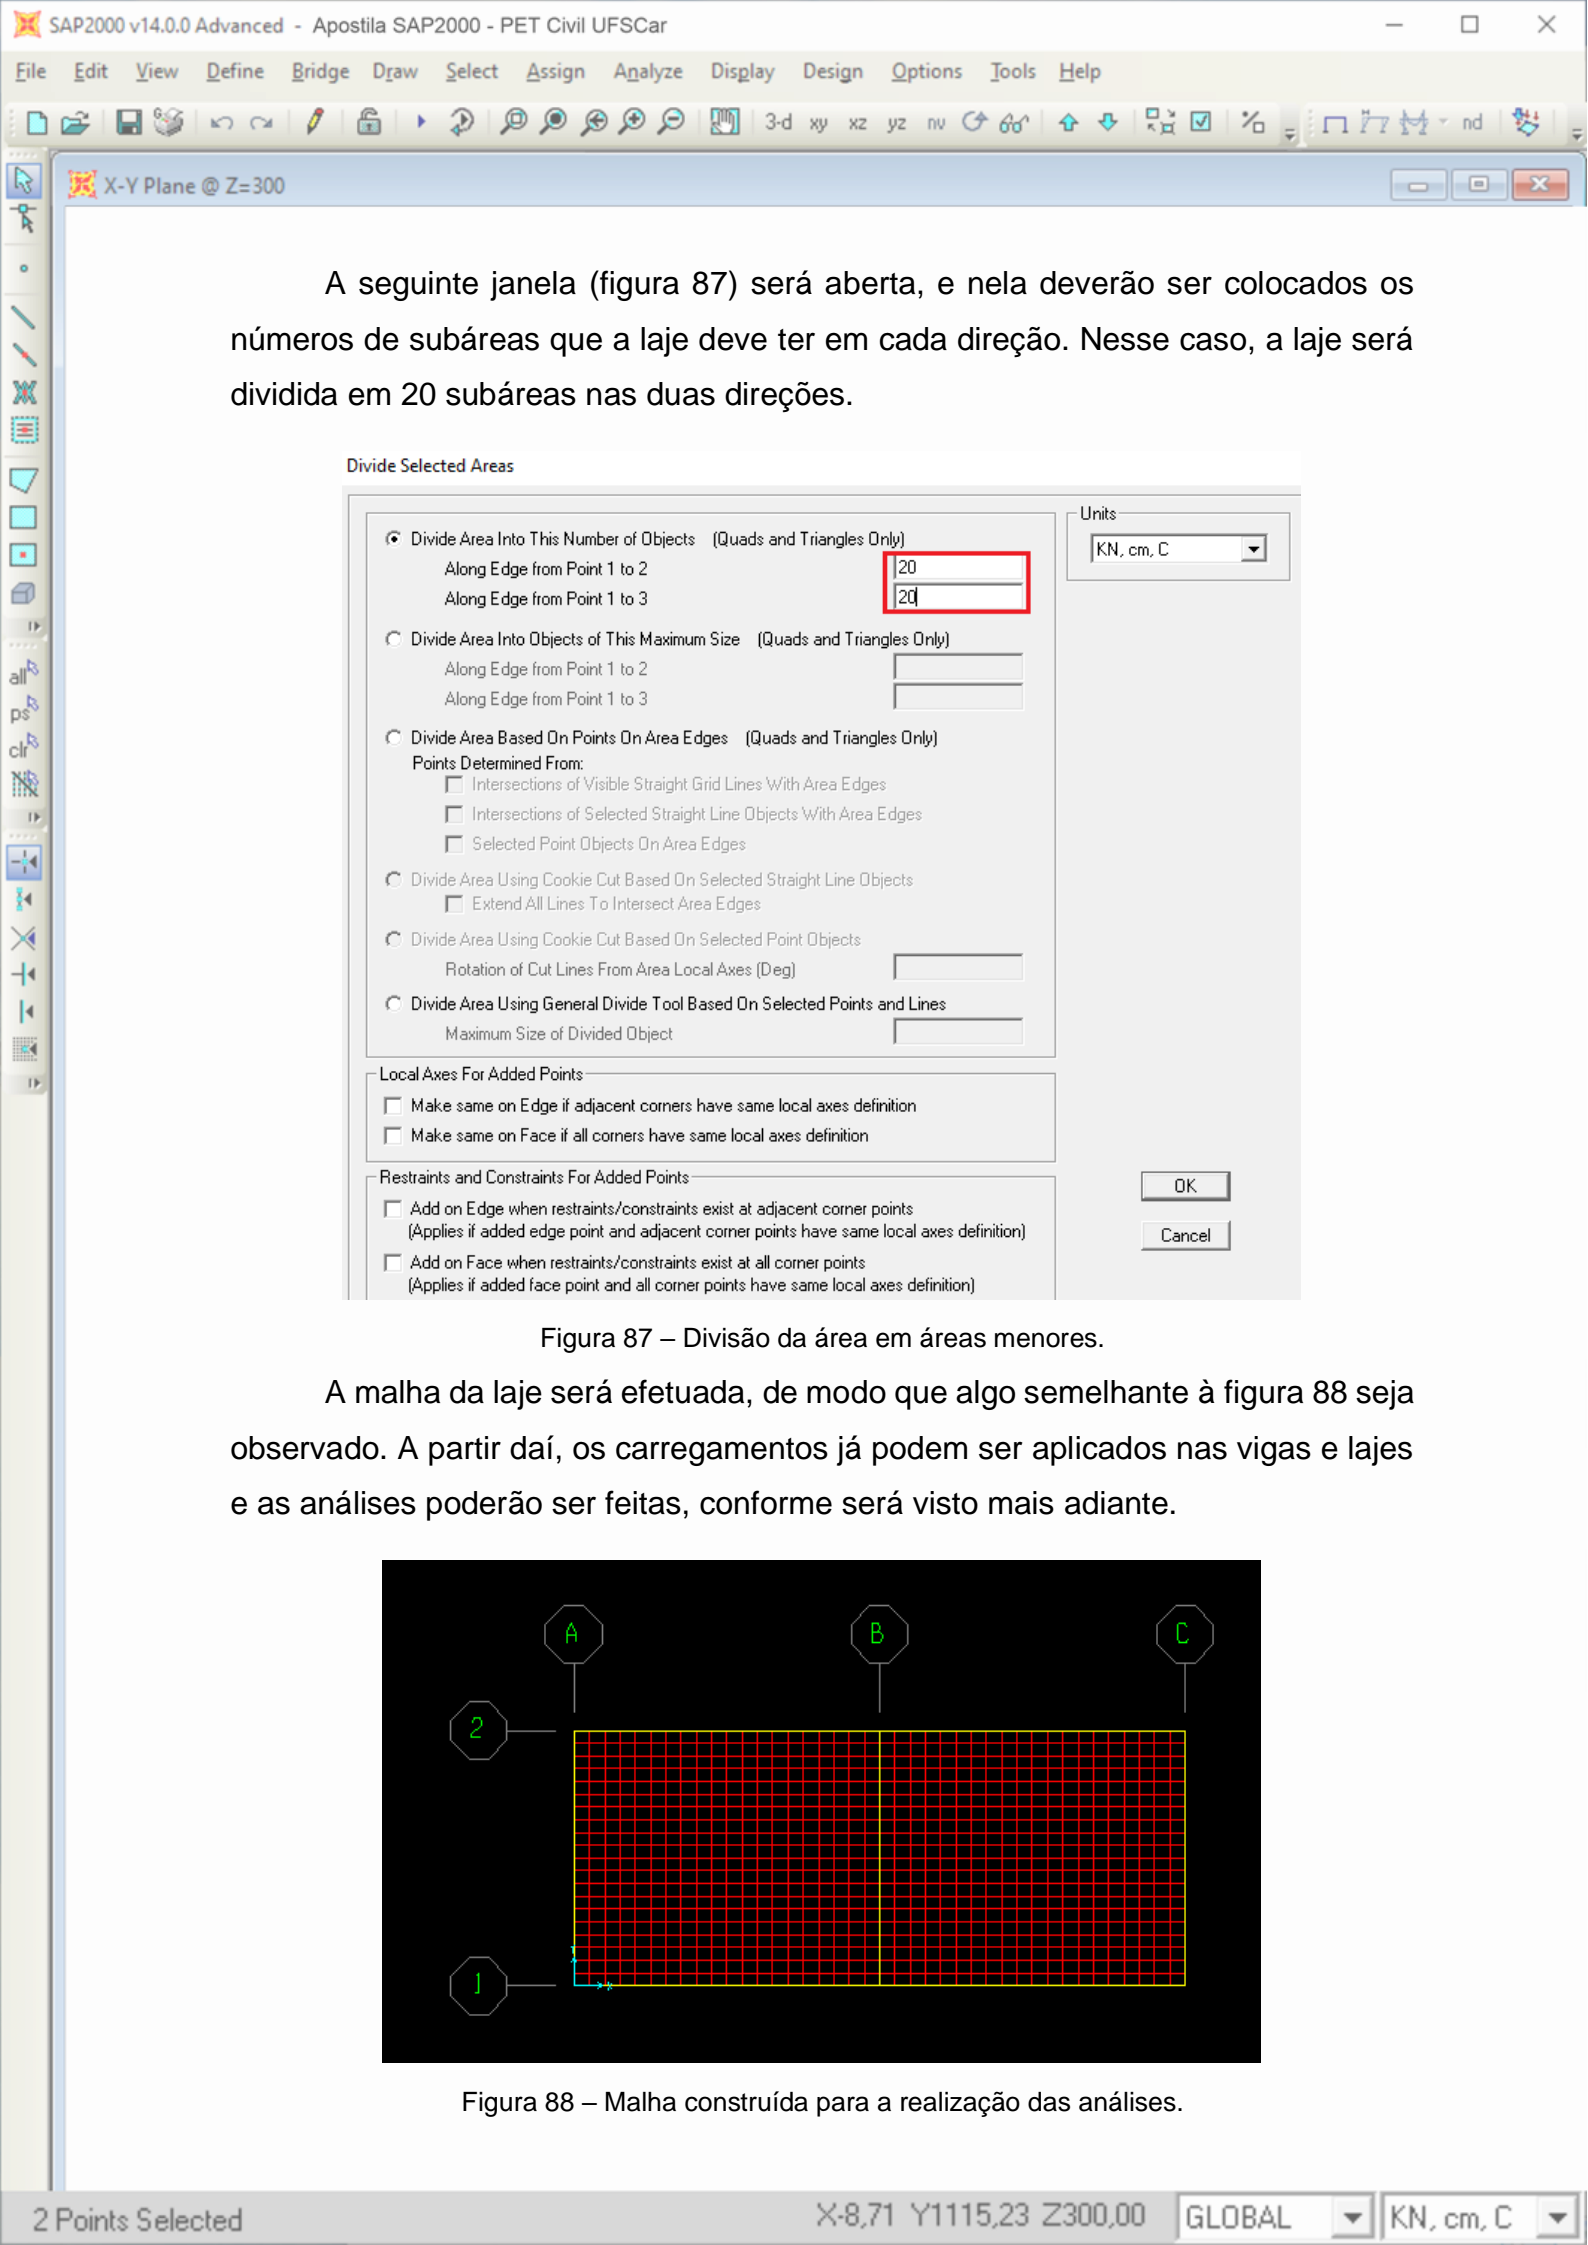 SAP2000 v14.0.0 Advanced - Apostila SAP2000 - PET Civil UFSCar
File Edit View Define Bridge Draw Select Assign Analyze Display Design Options Tools Help
3-d xy xz yz nv nd
X-Y Plane @ Z=300
all
ps
clr
A seguinte janela (figura 87) será aberta, e nela deverão ser colocados os
números de subáreas que a laje deve ter em cada direção. Nesse caso, a laje será
dividida em 20 subáreas nas duas direções.
Divide Selected Areas
Divide Area Into This Number of Objects (Quads and Triangles Only)
Along Edge from Point 1 to 2 20
Along Edge from Point 1 to 3 20
Units
KN, cm, C
Divide Area Into Objects of This Maximum Size (Quads and Triangles Only)
Along Edge from Point 1 to 2
Along Edge from Point 1 to 3
Divide Area Based On Points On Area Edges (Quads and Triangles Only)
Points Determined From:
Intersections of Visible Straight Grid Lines With Area Edges
Intersections of Selected Straight Line Objects With Area Edges
Selected Point Objects On Area Edges
Divide Area Using Cookie Cut Based On Selected Straight Line Objects
Extend All Lines To Intersect Area Edges
Divide Area Using Cookie Cut Based On Selected Point Objects
Rotation of Cut Lines From Area Local Axes (Deg)
Divide Area Using General Divide Tool Based On Selected Points and Lines
Maximum Size of Divided Object
Local Axes For Added Points
Make same on Edge if adjacent corners have same local axes definition
Make same on Face if all corners have same local axes definition
Restraints and Constraints For Added Points
Add on Edge when restraints/constraints exist at adjacent corner points
(Applies if added edge point and adjacent corner points have same local axes definition)
Add on Face when restraints/constraints exist at all corner points
(Applies if added face point and all corner points have same local axes definition)
OK
Cancel
Figura 87 – Divisão da área em áreas menores.
A malha da laje será efetuada, de modo que algo semelhante à figura 88 seja
observado. A partir daí, os carregamentos já podem ser aplicados nas vigas e lajes
e as análises poderão ser feitas, conforme será visto mais adiante.
A B C
2
1
Figura 88 – Malha construída para a realização das análises.
2 Points Selected X-8,71 Y1115,23 Z300,00 GLOBAL KN, cm, C